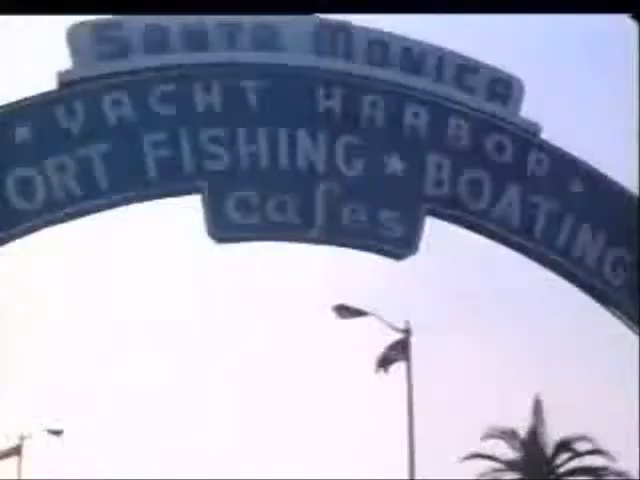 Santa Monica
* YACHT HARBOR *
ORT FISHING * BOATING
Cafes